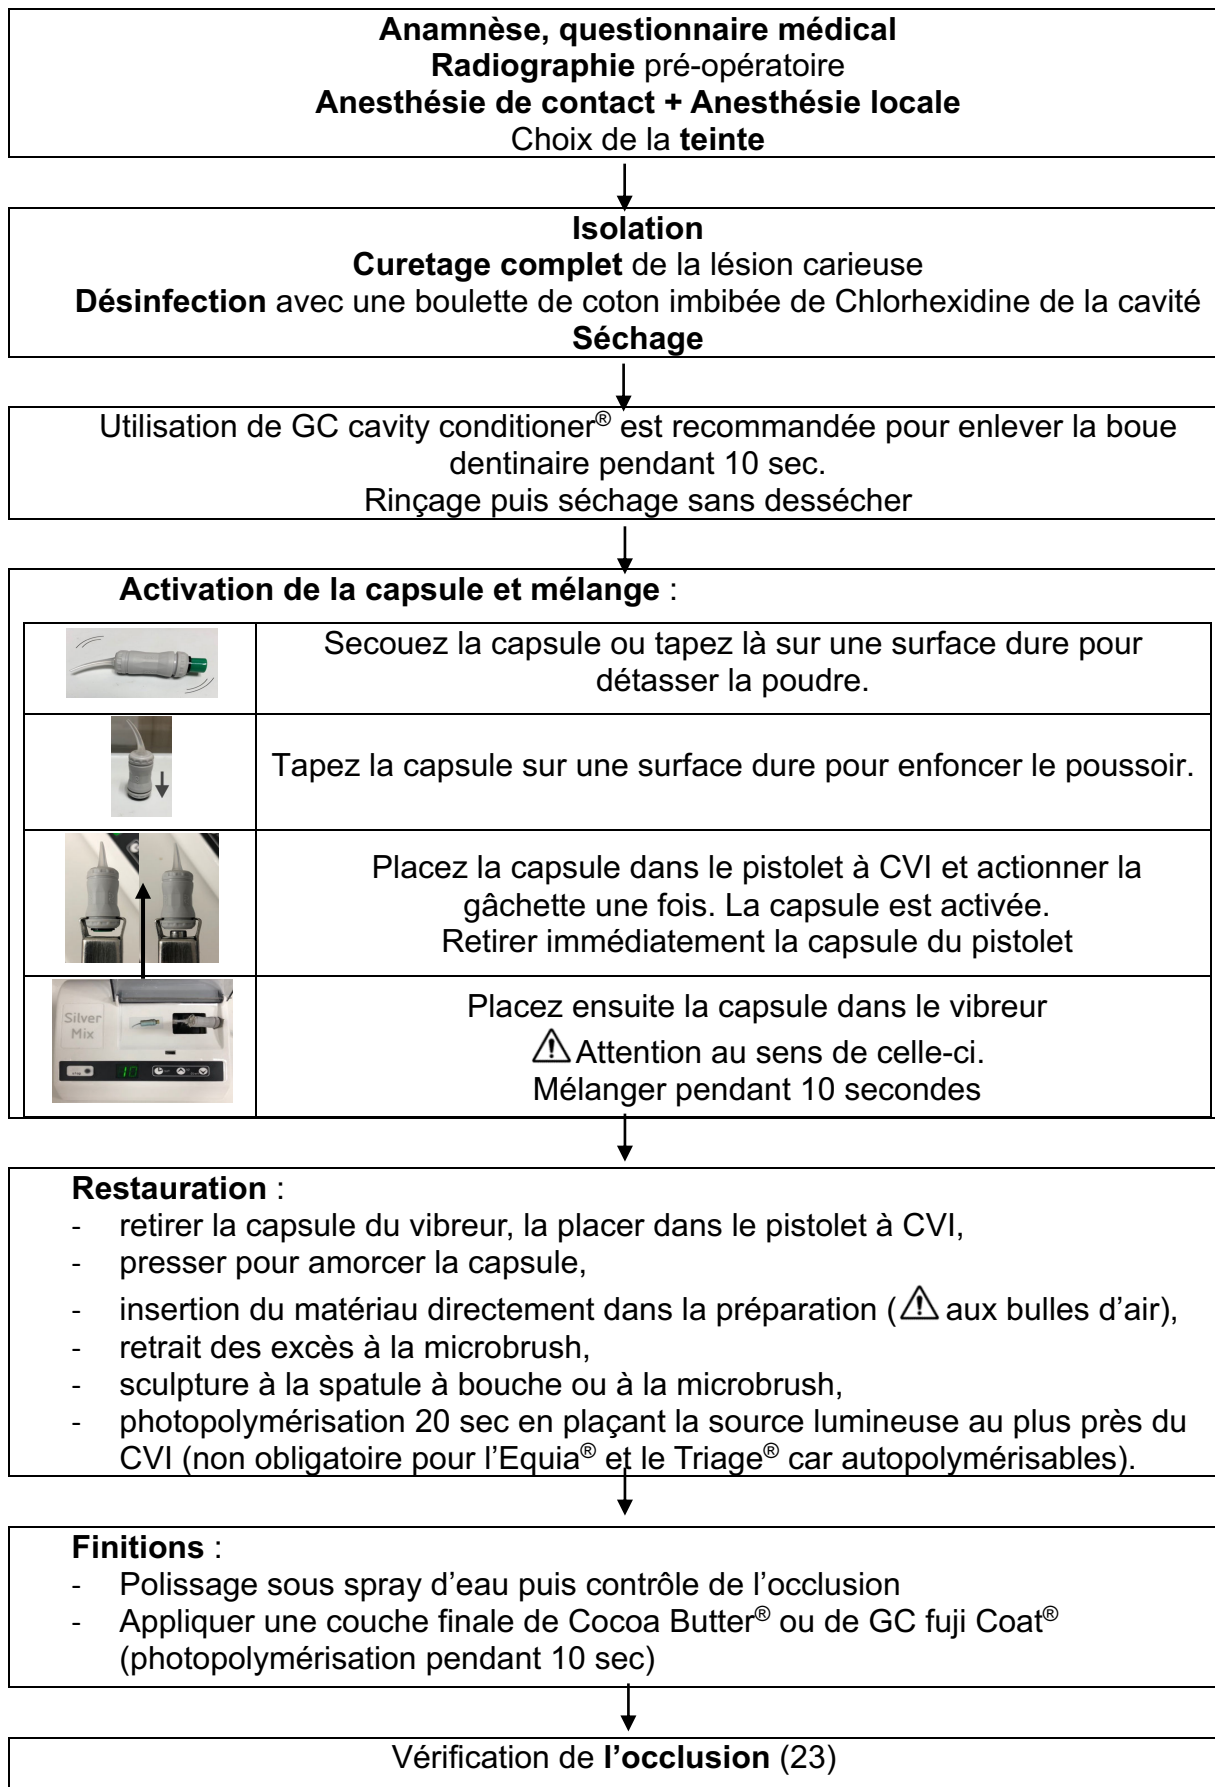 Anamnèse, questionnaire médical
Radiographie pré-opératoire
Anesthésie de contact + Anesthésie locale
Choix de la teinte
Isolation
Curetage complet de la lésion carieuse
Désinfection avec une boulette de coton imbibée de Chlorhexidine de la cavité
Séchage
Utilisation de GC cavity conditioner® est recommandée pour enlever la boue
dentinaire pendant 10 sec.
Rinçage puis séchage sans dessécher
Activation de la capsule et mélange :
Secouez la capsule ou tapez là sur une surface dure pour
détasser la poudre.
Tapez la capsule sur une surface dure pour enfoncer le poussoir.
Placez la capsule dans le pistolet à CVI et actionner la
gâchette une fois. La capsule est activée.
Retirer immédiatement la capsule du pistolet
Silver
Mix
10
Placez ensuite la capsule dans le vibreur
⚠ Attention au sens de celle-ci.
Mélanger pendant 10 secondes
Restauration :
- retirer la capsule du vibreur, la placer dans le pistolet à CVI,
- presser pour amorcer la capsule,
- insertion du matériau directement dans la préparation (⚠ aux bulles d'air),
- retrait des excès à la microbrush,
- sculpture à la spatule à bouche ou à la microbrush,
- photopolymérisation 20 sec en plaçant la source lumineuse au plus près du
CVI (non obligatoire pour l'Equia® et le Triage® car autopolymérisables).
Finitions :
- Polissage sous spray d'eau puis contrôle de l'occlusion
- Appliquer une couche finale de Cocoa Butter® ou de GC fuji Coat®
(photopolymérisation pendant 10 sec)
Vérification de l'occlusion (23)